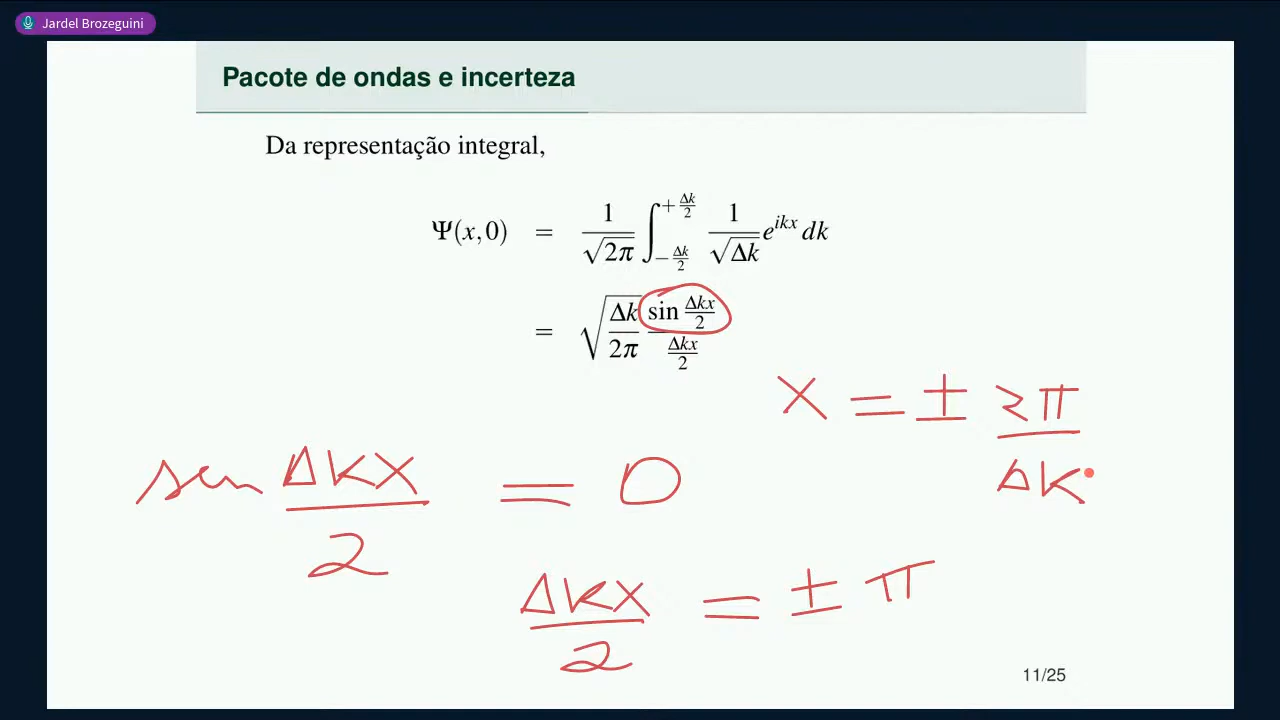 Jardel Brozeguini
Pacote de ondas e incerteza
Da representação integral,
Ψ(x,0) = 1/√2π ∫_{-Δk/2}^{+Δk/2} 1/√Δk e^{ikx} dk
= √(Δk/2π) sin(Δkx/2) / (Δkx/2)
x = ± 2π/Δk
sen Δkx/2 = 0
Δkx/2 = ± π
11/25